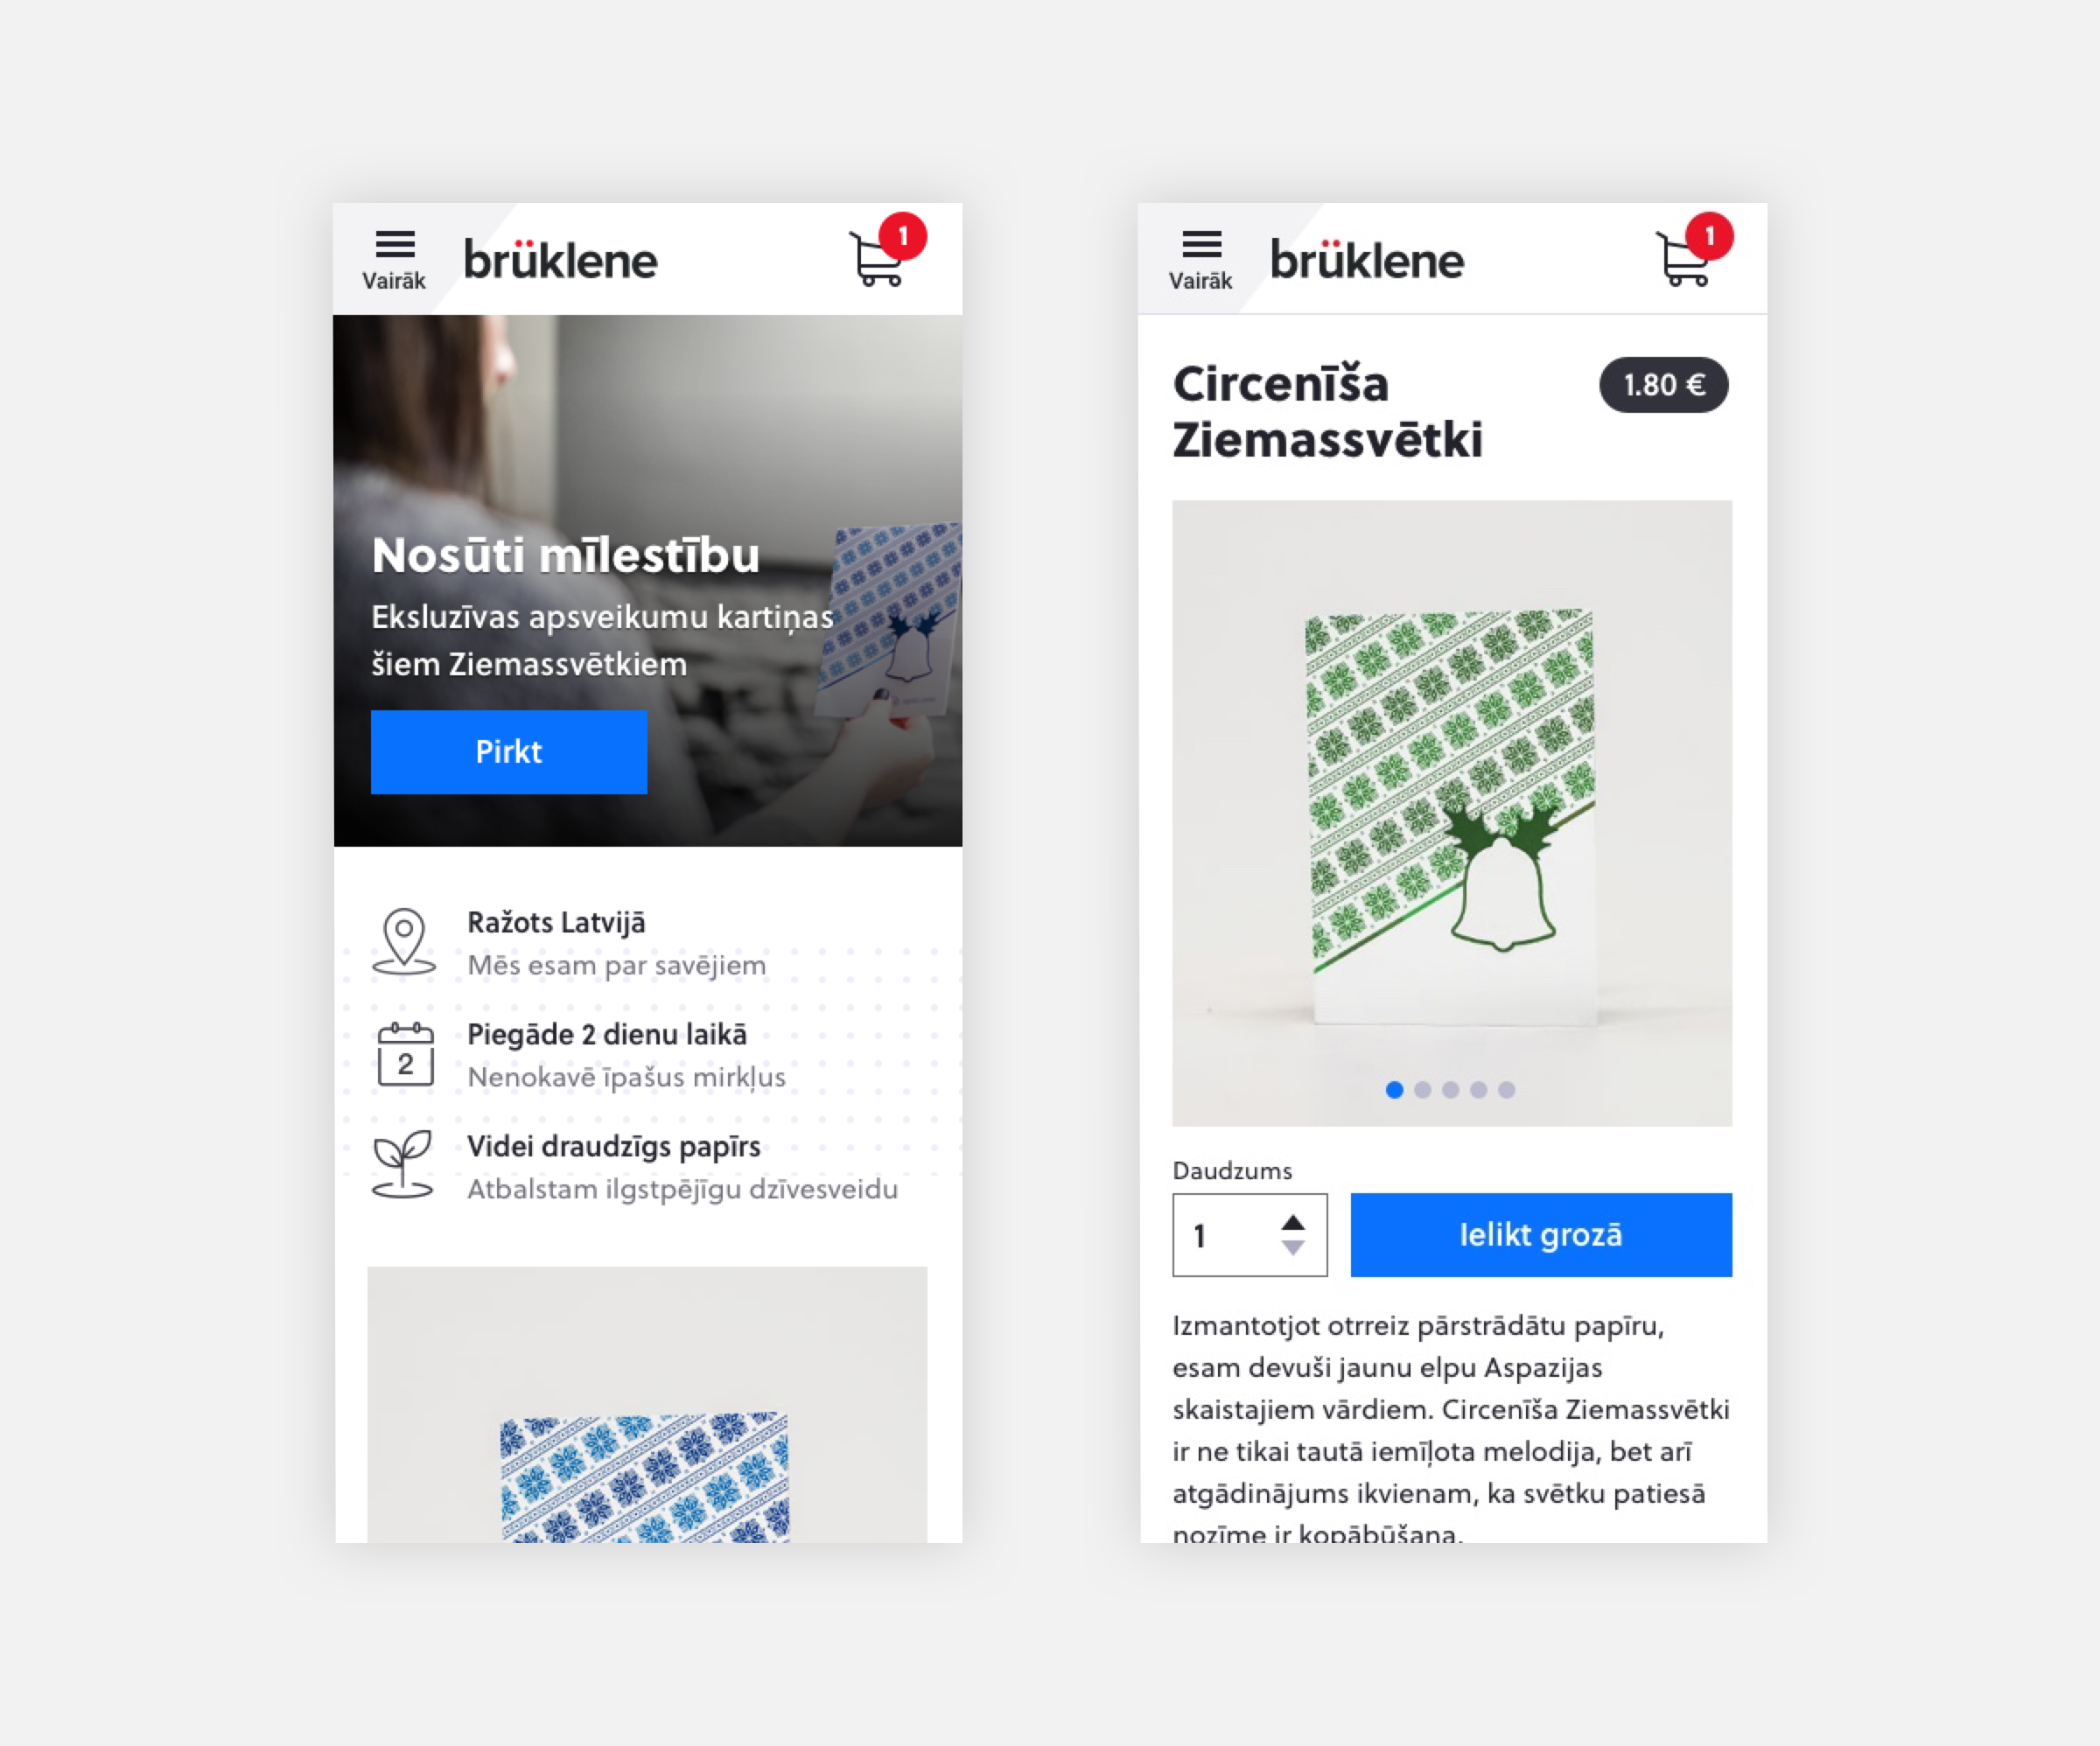 Vairāk
brüklene
1
Nosūti mīlestību
Eksluzīvas apsveikumu kartiņas
šiem Ziemassvētkiem
Pirkt
Ražots Latvijā
Mēs esam par savējiem
2
Piegāde 2 dienu laikā
Nenokavē īpašus mirkļus
Videi draudzīgs papīrs
Atbalstam ilgstpējīgu dzīvesveidu
Vairāk
brüklene
1
Circenīša
Ziemassvētki
1.80 €
Daudzums
1
Ielikt grozā
Izmantotjot otrreiz pārstrādātu papīru,
esam devuši jaunu elpu Aspazijas
skaistajiem vārdiem. Circenīša Ziemassvētki
ir ne tikai tautā iemīļota melodija, bet arī
atgādinājums ikvienam, ka svētku patiesā
nozīme ir kopābūšana.